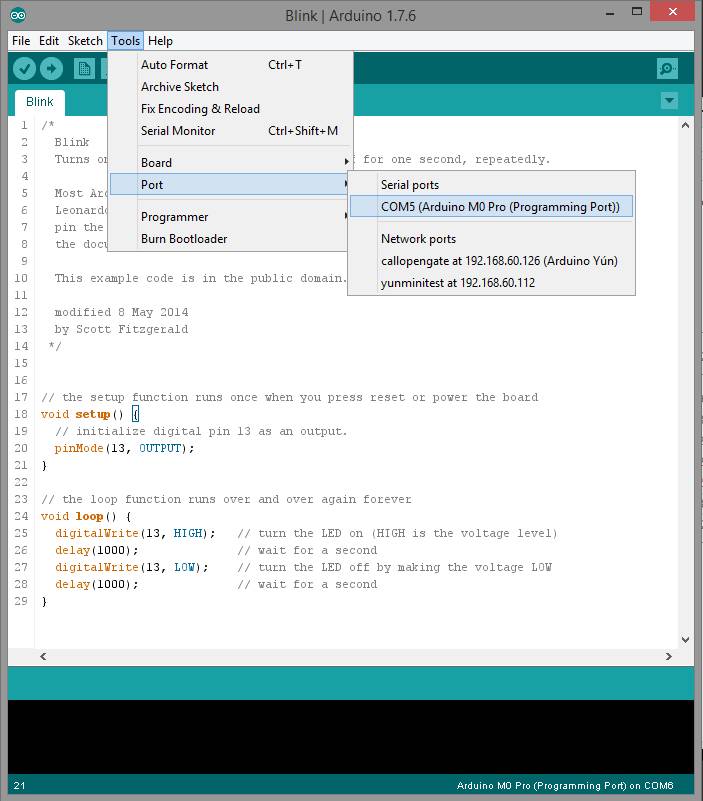 Blink | Arduino 1.7.6
File Edit Sketch Tools Help
Auto Format Ctrl+T
Archive Sketch
Fix Encoding & Reload
Serial Monitor Ctrl+Shift+M
Board
Port
Programmer
Burn Bootloader
Serial ports
COM5 (Arduino M0 Pro (Programming Port))
Network ports
callopengate at 192.168.60.126 (Arduino Yún)
yunminitest at 192.168.60.112
Blink
1 /*
2 Blink
3 Turns on for one second, repeatedly.
4
5 Most Ar
6 Leonardo
7 pin the
8 the docu
9
10 This example code is in the public domain.
11
12 modified 8 May 2014
13 by Scott Fitzgerald
14 */
15
16
17 // the setup function runs once when you press reset or power the board
18 void setup() {
19 // initialize digital pin 13 as an output.
20 pinMode(13, OUTPUT);
21 }
22
23 // the loop function runs over and over again forever
24 void loop() {
25 digitalWrite(13, HIGH); // turn the LED on (HIGH is the voltage level)
26 delay(1000); // wait for a second
27 digitalWrite(13, LOW); // turn the LED off by making the voltage LOW
28 delay(1000); // wait for a second
29 }
21 Arduino M0 Pro (Programming Port) on COM6